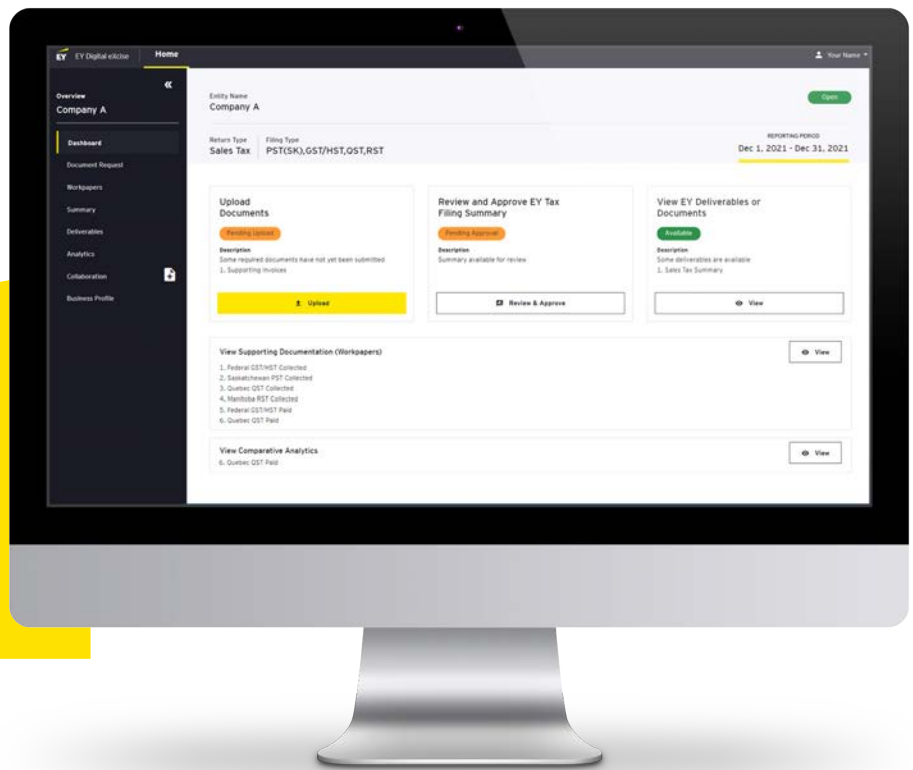 EY EY Digital eXcise Home Your Name
Overview
Company A
Dashboard
Document Request
Workpapers
Summary
Deliverables
Analytics
Collaboration
Business Profile
Entity Name
Company A
Open
Return Type
Sales Tax
Filing Type
PST(SK),GST/HST,QST,RST
REPORTING PERIOD
Dec 1, 2021 - Dec 31, 2021
Upload
Documents
Pending Upload
Description
Some required documents have not yet been submitted
1. Supporting Invoices
Upload
Review and Approve EY Tax
Filing Summary
Pending Approval
Description
Summary available for review
Review & Approve
View EY Deliverables or
Documents
Available
Description
Some deliverables are available
1. Sales Tax Summary
View
View Supporting Documentation (Workpapers)
View
1. Federal GST/HST Collected
2. Saskatchewan PST Collected
3. Quebec QST Collected
4. Manitoba RST Collected
5. Federal GST/HST Paid
6. Quebec QST Paid
View Comparative Analytics
View
6. Quebec QST Paid